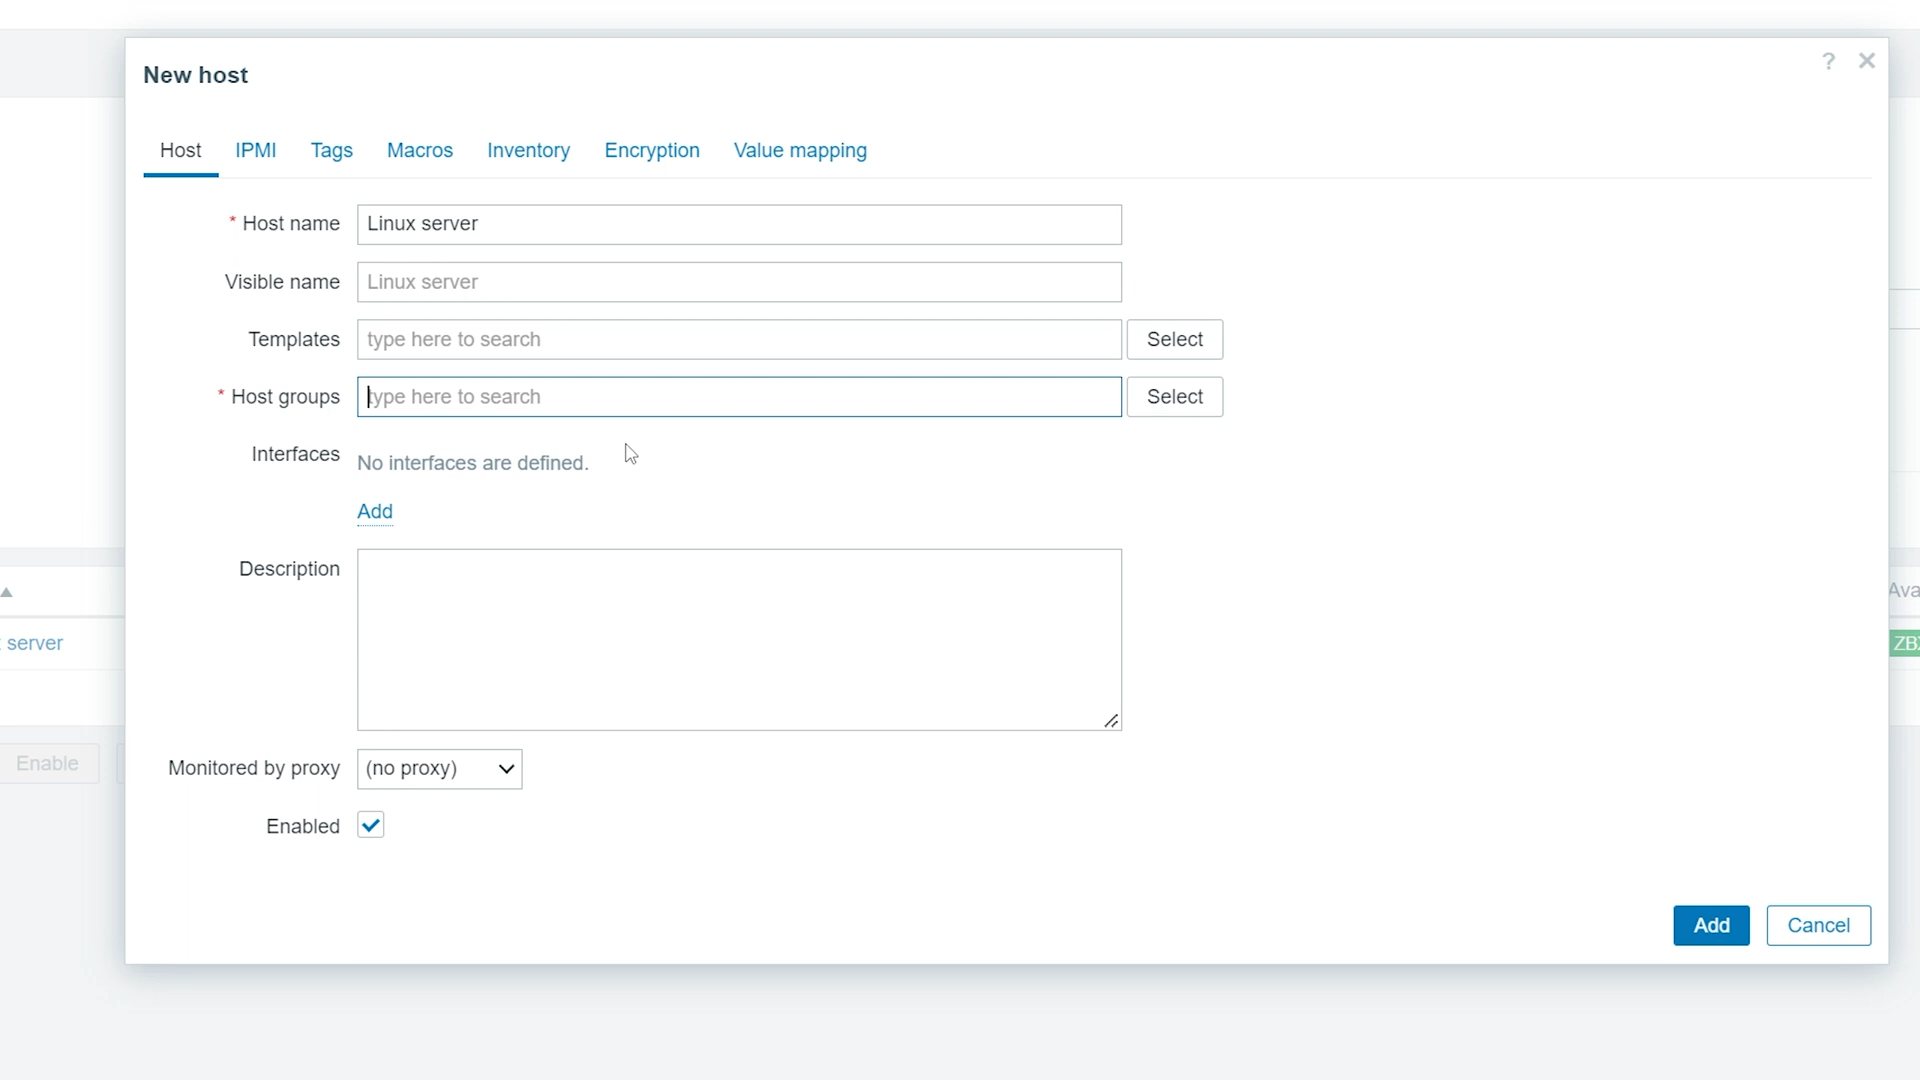 New host
?
Host IPMI Tags Macros Inventory Encryption Value mapping
* Host name Linux server
Visible name Linux server
Templates type here to search Select
* Host groups type here to search Select
Interfaces No interfaces are defined.
Add
Description
Ava
server
ZB
Enable
Monitored by proxy (no proxy)
Enabled
Add Cancel